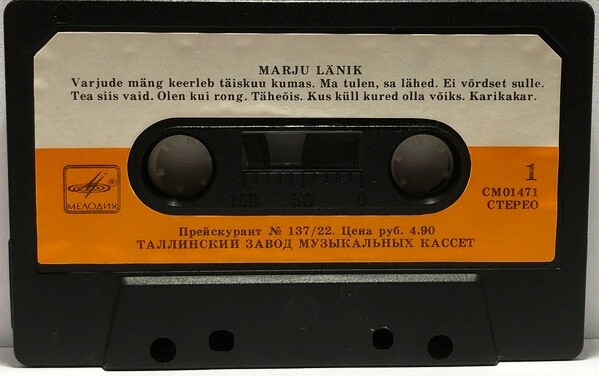 MARJU LÄNIK
Varjude mäng keerleb täiskuu kumas. Ma tulen, sa lähed. Ei võrdset sulle.
Tea siis vaid. Olen kui rong. Täheöis. Kus küll kured olla võiks. Karikakar.
1
СМ01471
СТЕРЕО
®
МЕЛОДИЯ
100 50 0
Прейскурант № 137/22. Цена руб. 4.90
ТАЛЛИНСКИЙ ЗАВОД МУЗЫКАЛЬНЫХ КАССЕТ